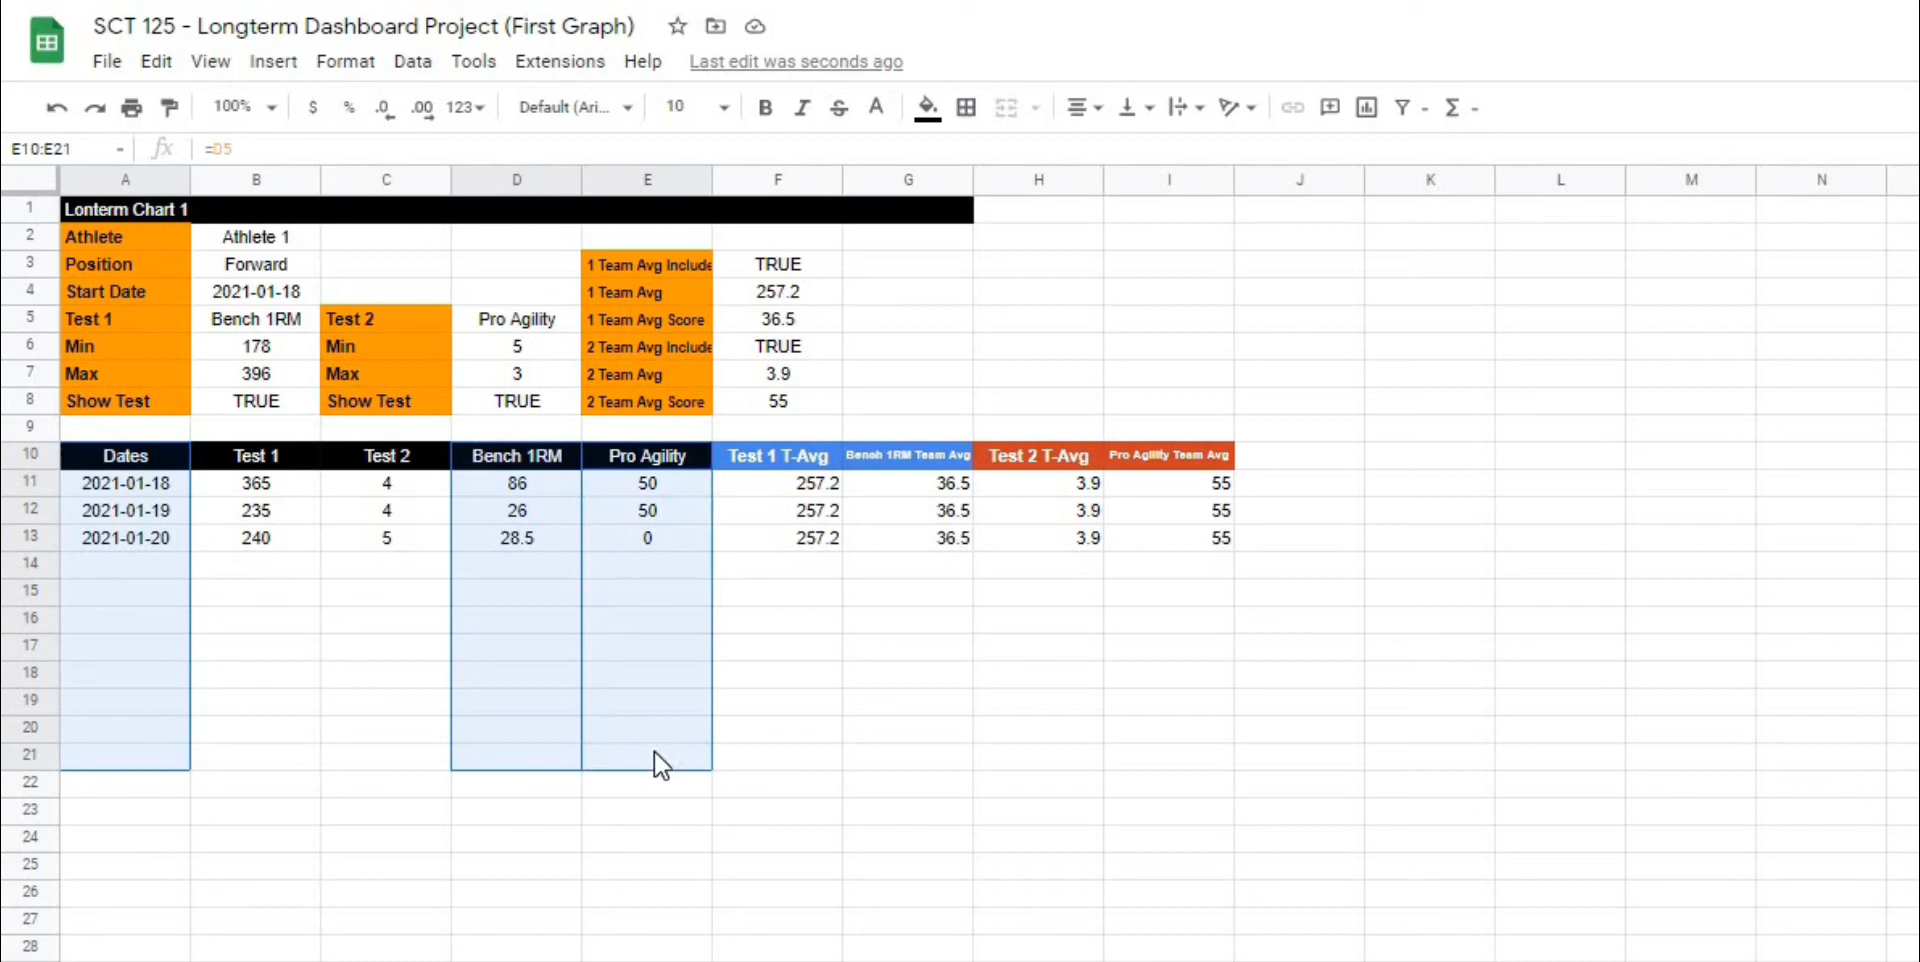 SCT 125 - Longterm Dashboard Project (First Graph)
File Edit View Insert Format Data Tools Extensions Help Last edit was seconds ago
100% $ % .0 .00 123 Default (Ari... 10 B I S A Σ
E10:E21 fx =D5
A B C D E F G H I J K L M N
1 Lonterm Chart 1
2 Athlete Athlete 1
3 Position Forward 1 Team Avg Include TRUE
4 Start Date 2021-01-18 1 Team Avg 257.2
5 Test 1 Bench 1RM Test 2 Pro Agility 1 Team Avg Score 36.5
6 Min 178 Min 5 2 Team Avg Include TRUE
7 Max 396 Max 3 2 Team Avg 3.9
8 Show Test TRUE Show Test TRUE 2 Team Avg Score 55
9
10 Dates Test 1 Test 2 Bench 1RM Pro Agility Test 1 T-Avg Bench 1RM Team Avg Test 2 T-Avg Pro Agility Team Avg
11 2021-01-18 365 4 86 50 257.2 36.5 3.9 55
12 2021-01-19 235 4 26 50 257.2 36.5 3.9 55
13 2021-01-20 240 5 28.5 0 257.2 36.5 3.9 55
14
15
16
17
18
19
20
21
22
23
24
25
26
27
28